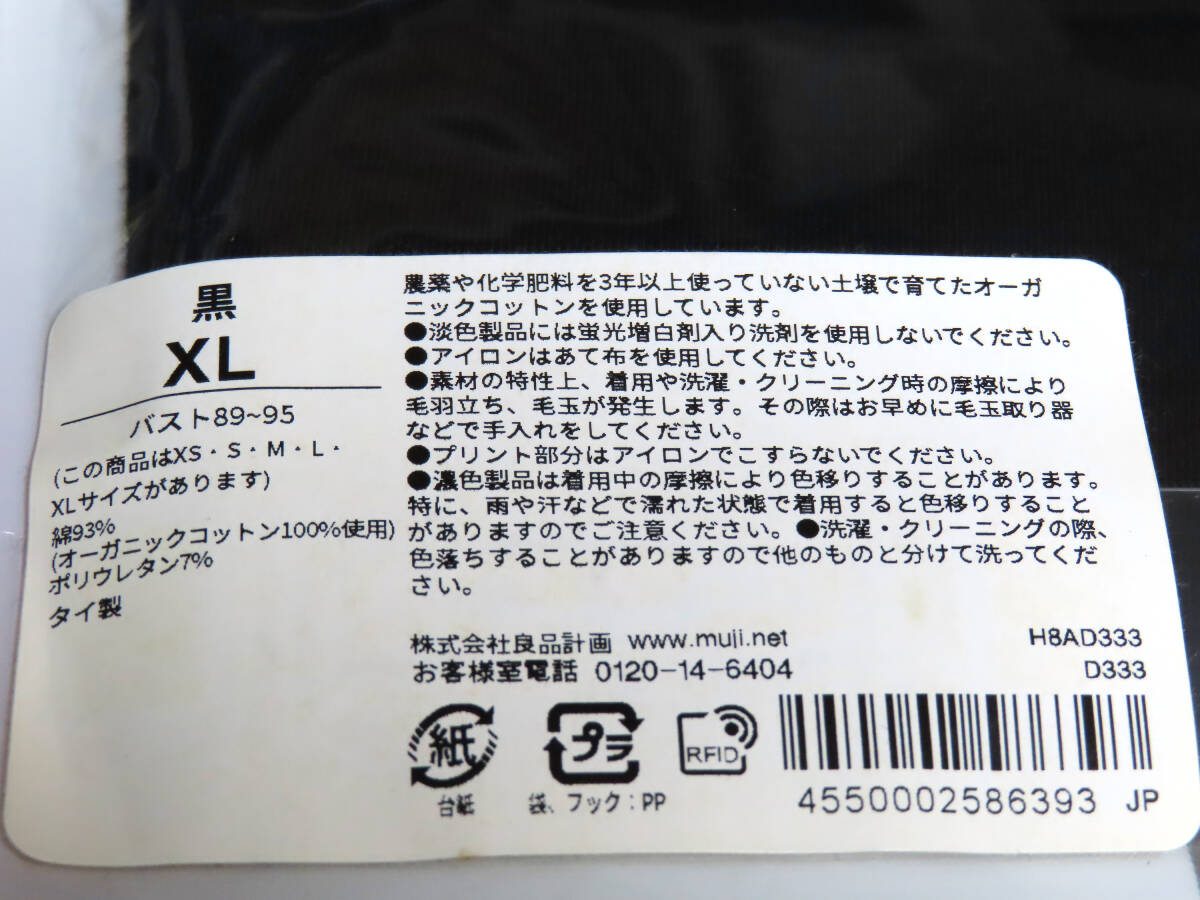 黒
XL
バスト89~95
(この商品はXS・S・M・L・
XLサイズがあります)
綿93%
(オーガニックコットン100%使用)
ポリウレタン7%
タイ製
農薬や化学肥料を3年以上使っていない土壌で育てたオーガ
ニックコットンを使用しています。
●淡色製品には蛍光増白剤入り洗剤を使用しないでください。
●アイロンはあて布を使用してください。
●素材の特性上、着用や洗濯・クリーニング時の摩擦により
毛羽立ち、毛玉が発生します。その際はお早めに毛玉取り器
などで手入れをしてください。
●プリント部分はアイロンでこすらないでください。
●濃色製品は着用中の摩擦により色移りすることがあります。
特に、雨や汗などで濡れた状態で着用すると色移りすること
がありますのでご注意ください。●洗濯・クリーニングの際、
色落ちすることがありますので他のものと分けて洗ってくだ
さい。
株式会社良品計画 www.muji.net
H8AD333
お客様室電話 0120-14-6404
D333
紙
プラ
RFID
台紙
袋、フック:PP
4550002586393 JP